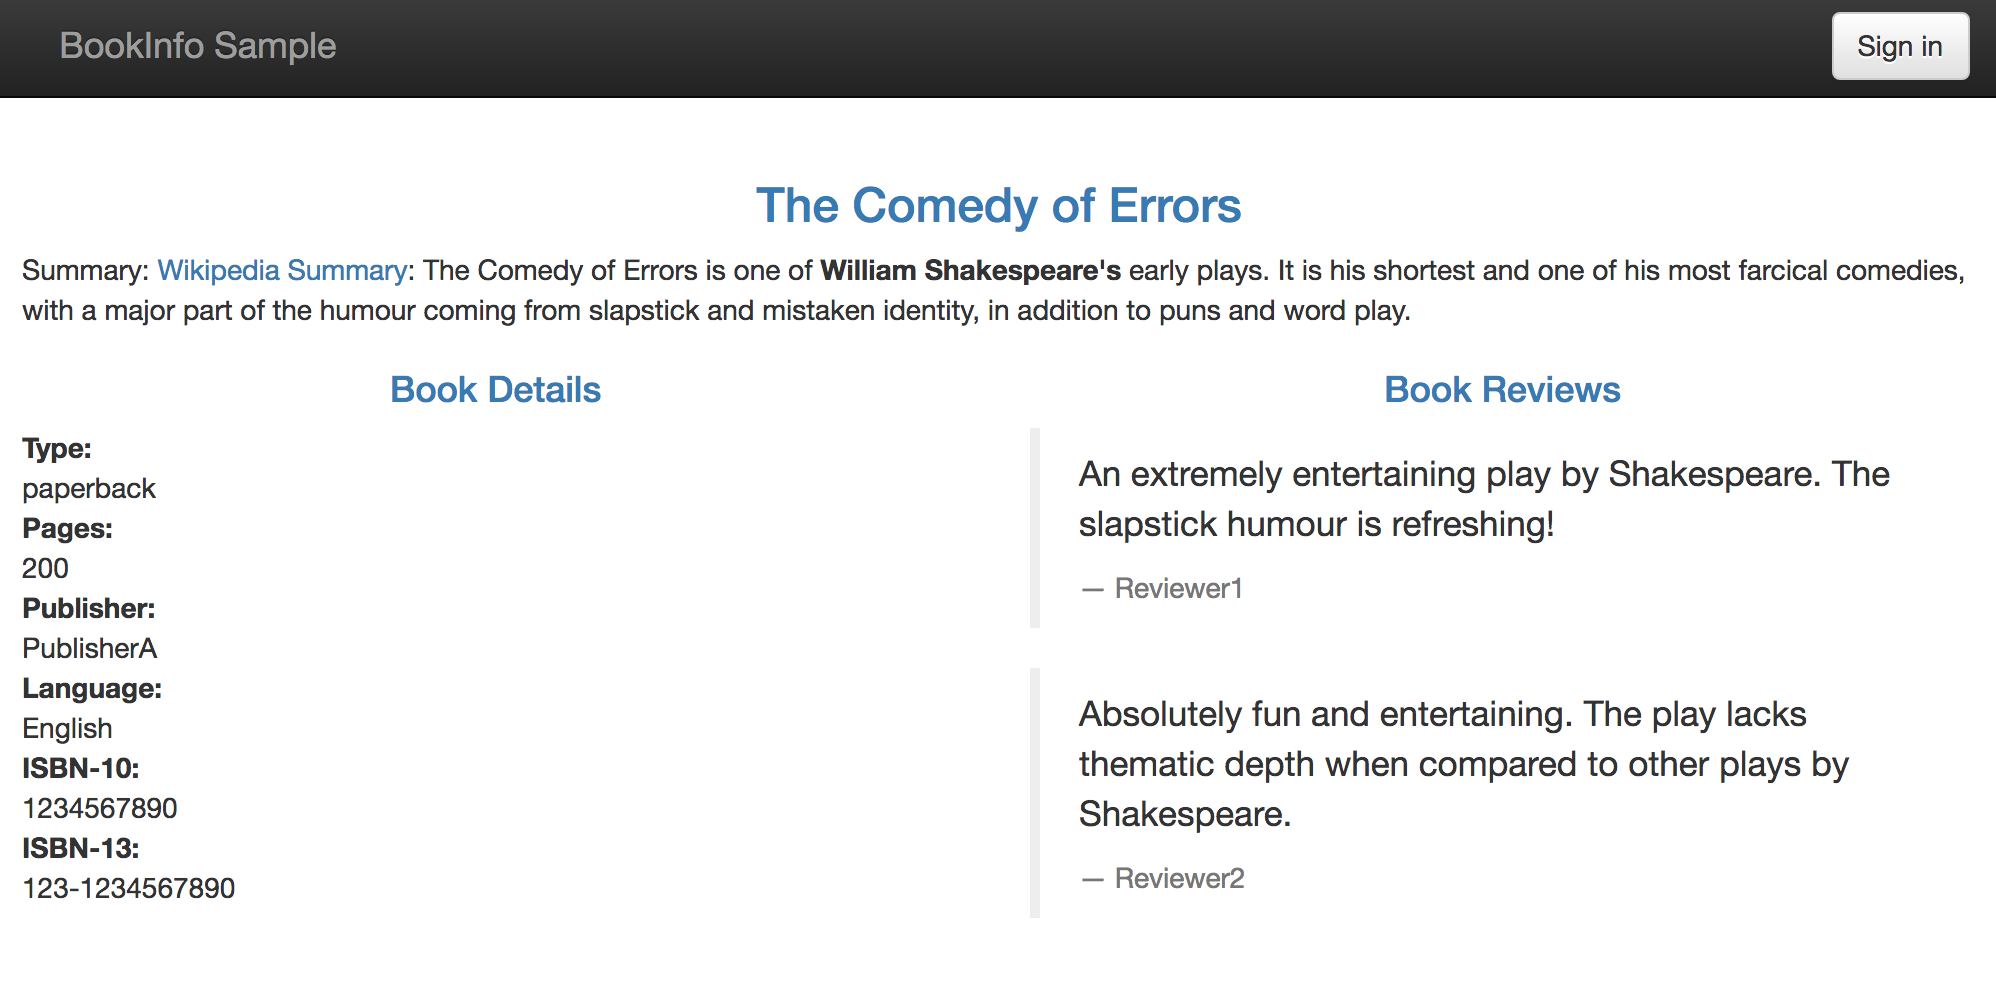 BookInfo Sample
Sign in
The Comedy of Errors
Summary: Wikipedia Summary: The Comedy of Errors is one of William Shakespeare's early plays. It is his shortest and one of his most farcical comedies,
with a major part of the humour coming from slapstick and mistaken identity, in addition to puns and word play.
Book Details
Type:
paperback
Pages:
200
Publisher:
PublisherA
Language:
English
ISBN-10:
1234567890
ISBN-13:
123-1234567890
Book Reviews
An extremely entertaining play by Shakespeare. The
slapstick humour is refreshing!
— Reviewer1
Absolutely fun and entertaining. The play lacks
thematic depth when compared to other plays by
Shakespeare.
— Reviewer2